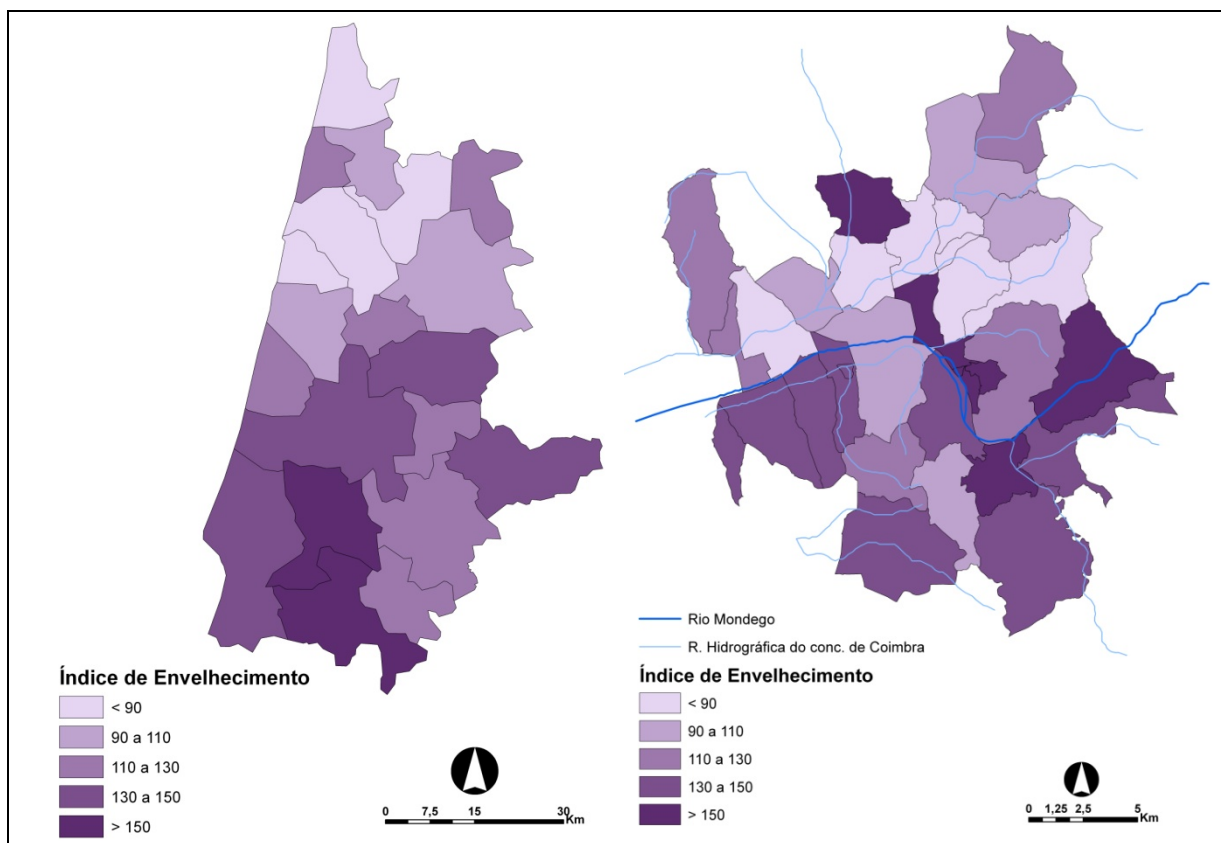 Índice de Envelhecimento
< 90
90 a 110
110 a 130
130 a 150
> 150
0 7,5 15 30
Km
Rio Mondego
R. Hidrográfica do conc. de Coimbra
Índice de Envelhecimento
< 90
90 a 110
110 a 130
130 a 150
> 150
0 1,25 2,5 5
Km